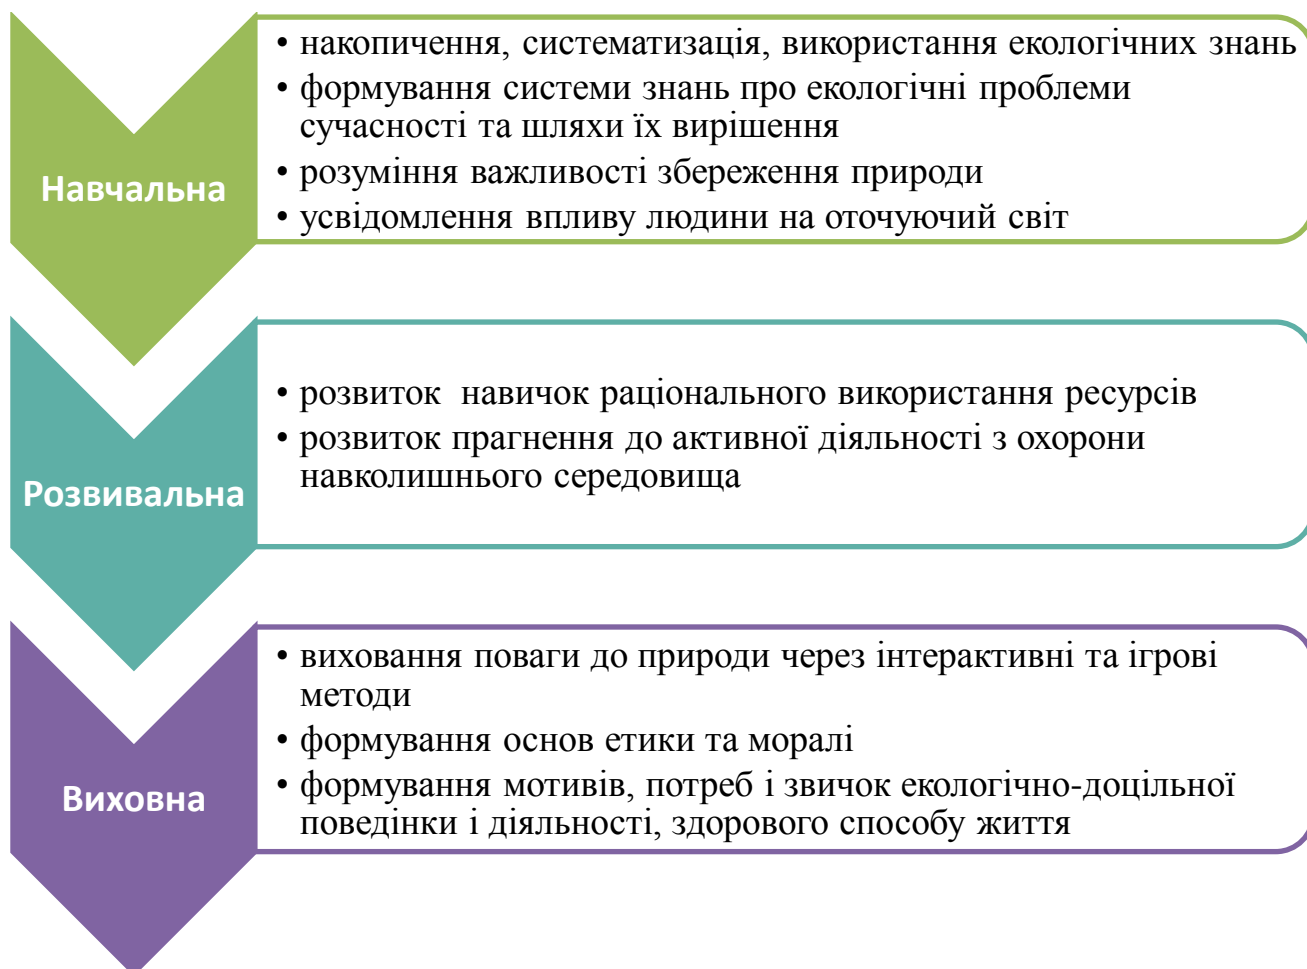 Навчальна
• накопичення, систематизація, використання екологічних знань
• формування системи знань про екологічні проблеми
сучасності та шляхи їх вирішення
• розуміння важливості збереження природи
• усвідомлення впливу людини на оточуючий світ
Розвивальна
• розвиток  навичок раціонального використання ресурсів
• розвиток прагнення до активної діяльності з охорони
навколишнього середовища
Виховна
• виховання поваги до природи через інтерактивні та ігрові
методи
• формування основ етики та моралі
• формування мотивів, потреб і звичок екологічно-доцільної
поведінки і діяльності, здорового способу життя